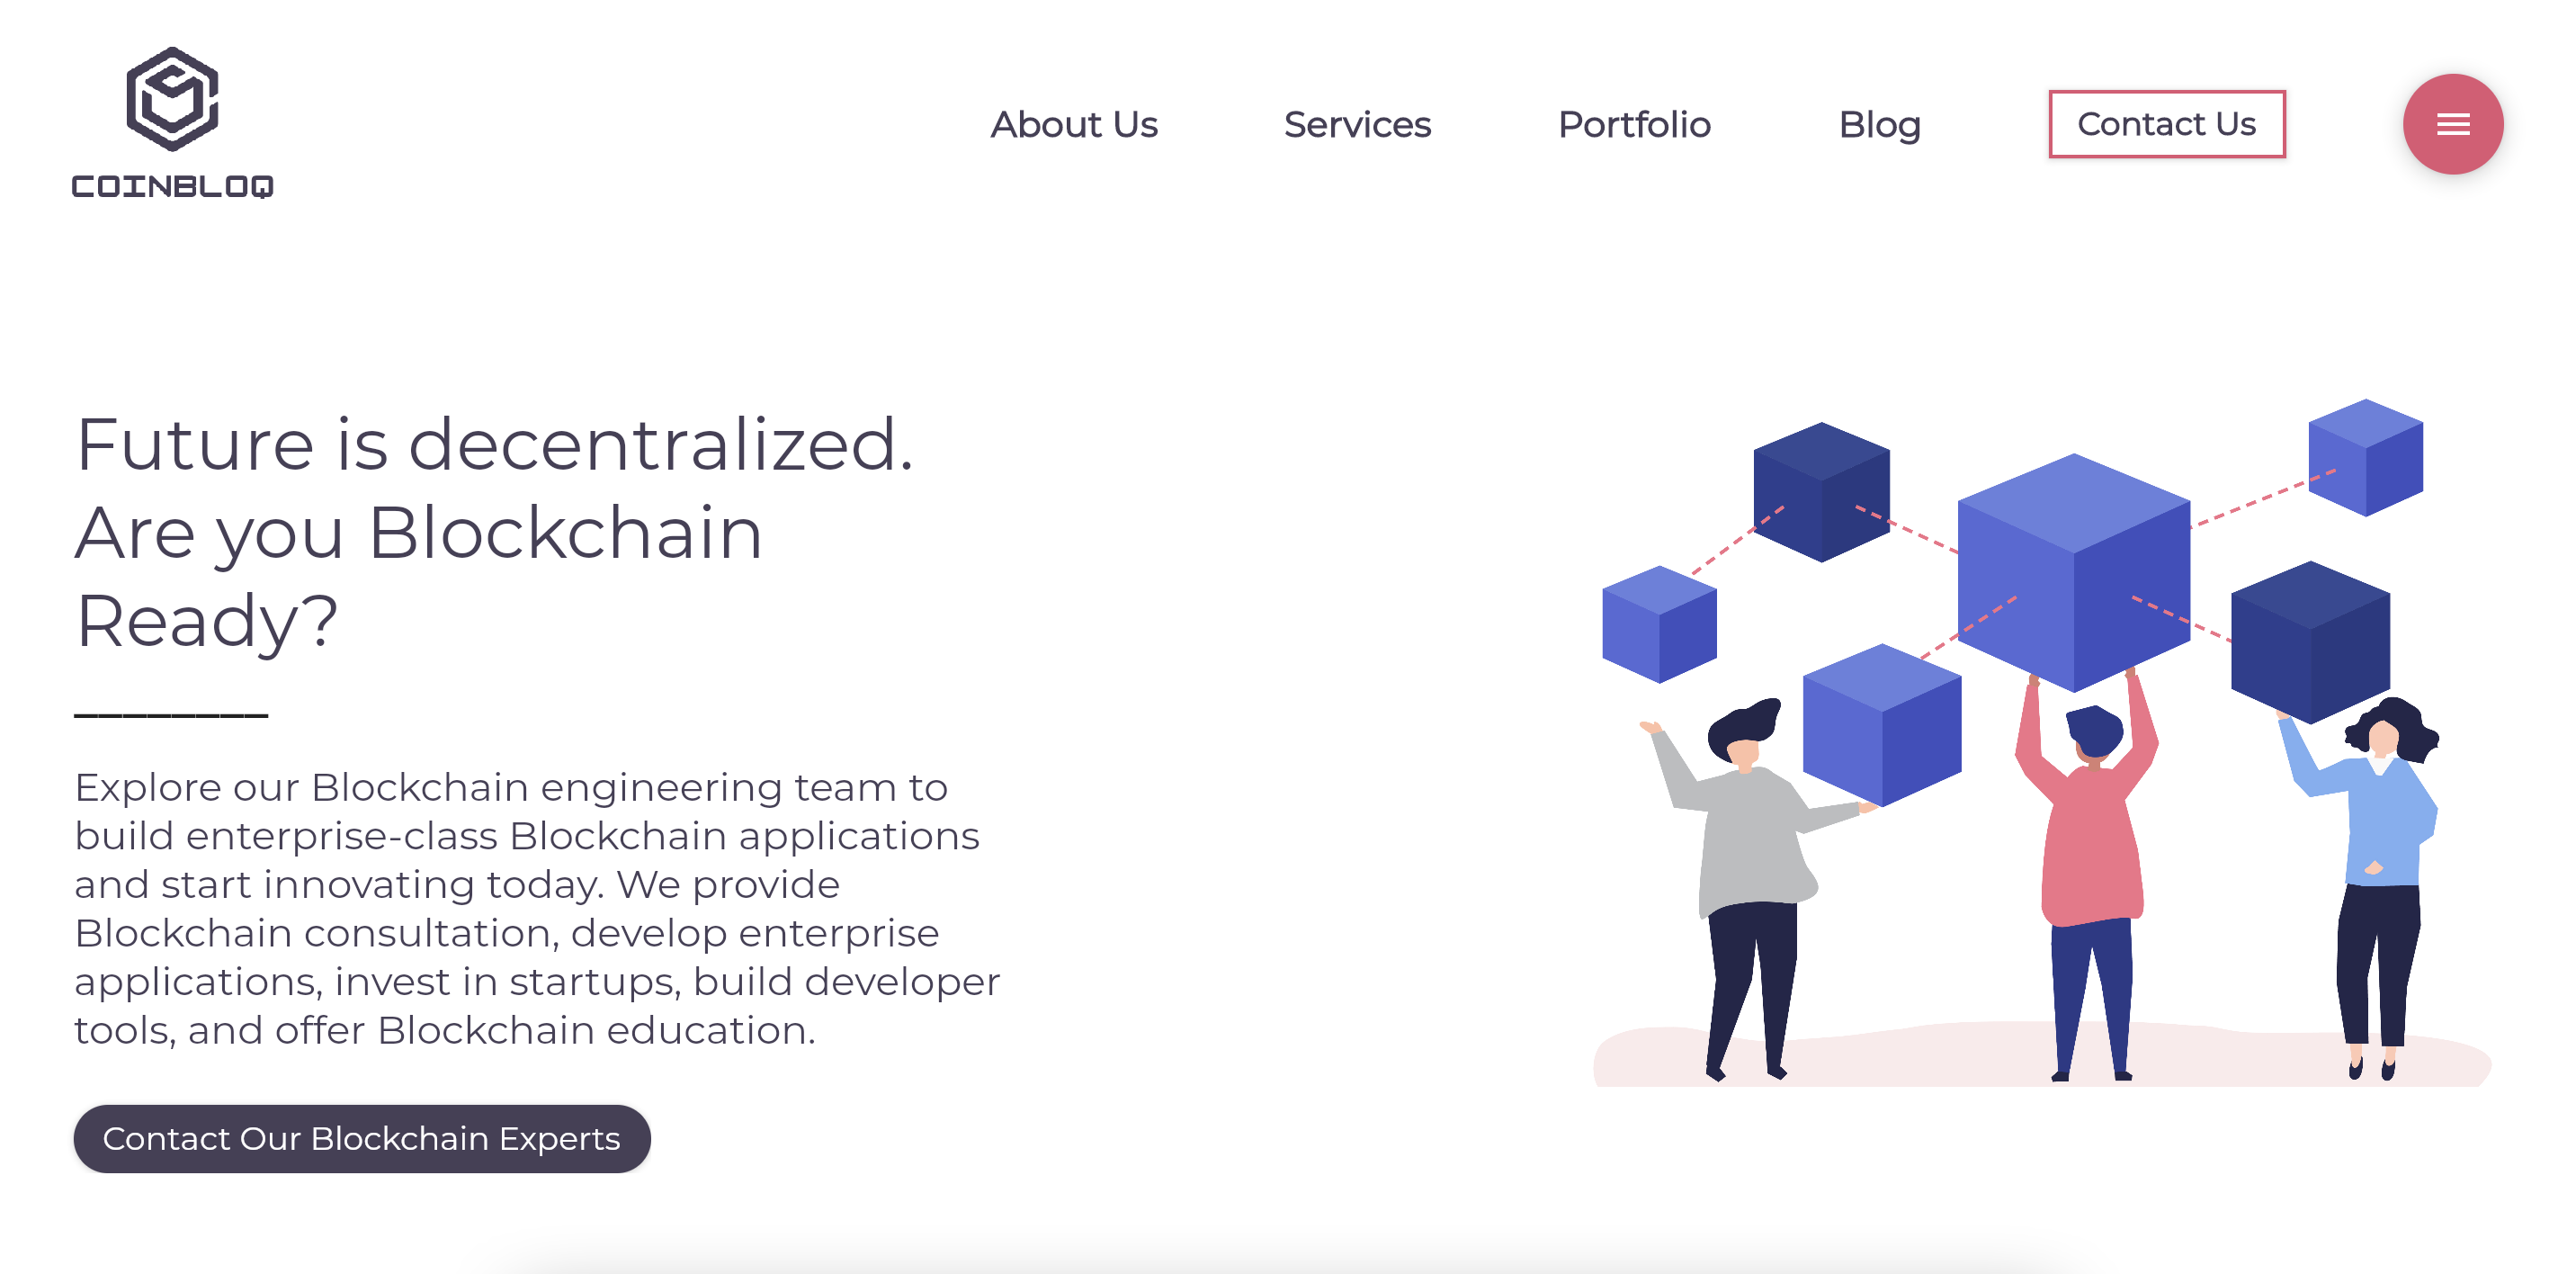 COINBLOQ
About Us
Services
Portfolio
Blog
Contact Us
Future is decentralized.
Are you Blockchain
Ready?
Explore our Blockchain engineering team to
build enterprise-class Blockchain applications
and start innovating today. We provide
Blockchain consultation, develop enterprise
applications, invest in startups, build developer
tools, and offer Blockchain education.
Contact Our Blockchain Experts